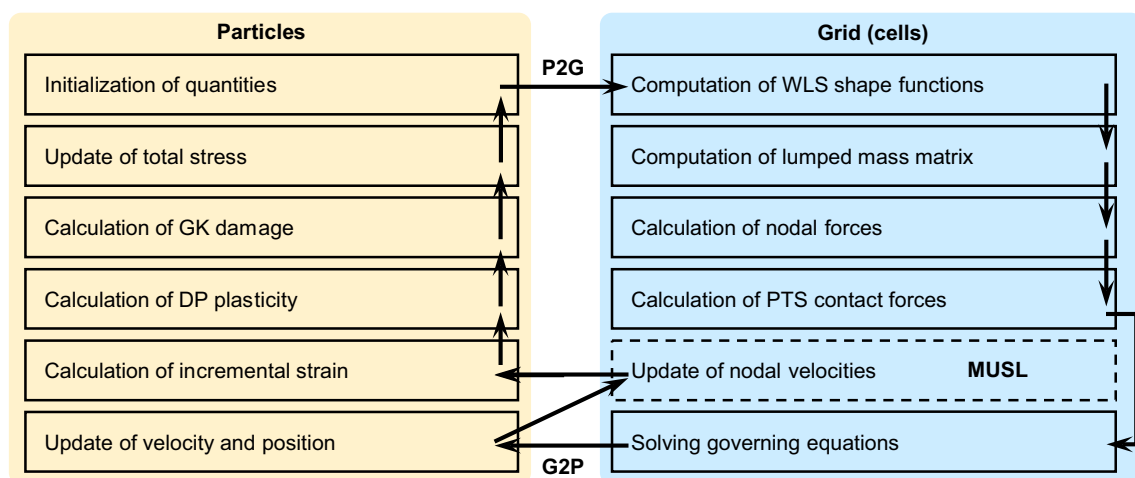 Particles
Initialization of quantities
Update of total stress
Calculation of GK damage
Calculation of DP plasticity
Calculation of incremental strain
Update of velocity and position
P2G
G2P
Grid (cells)
Computation of WLS shape functions
Computation of lumped mass matrix
Calculation of nodal forces
Calculation of PTS contact forces
Update of nodal velocities MUSL
Solving governing equations